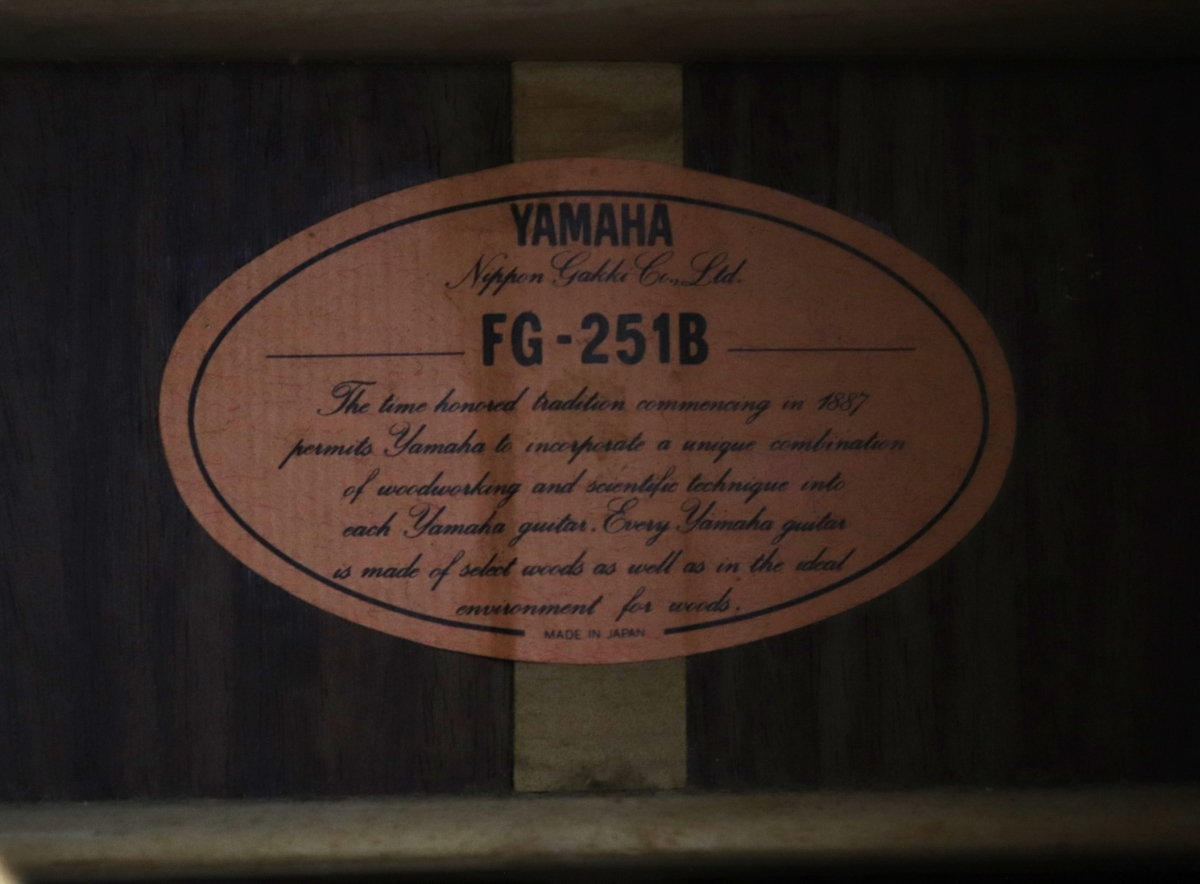 YAMAHA
Nippon Gakki Co., Ltd.
FG-251B
The time honored tradition commencing in 1887
permits Yamaha to incorporate a unique combination
of woodworking and scientific technique into
each Yamaha guitar. Every Yamaha guitar
is made of select woods as well as in the ideal
environment for woods.
MADE IN JAPAN